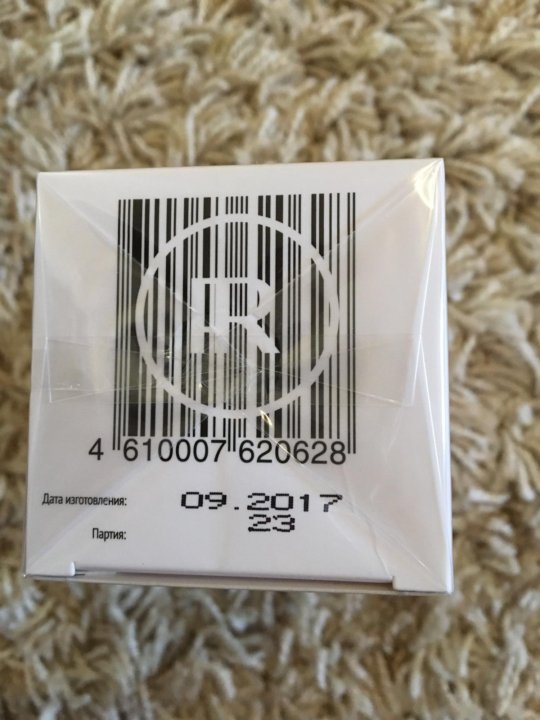 R
4 610007 620628
Дата изготовления: 09.2017
Партия: 23